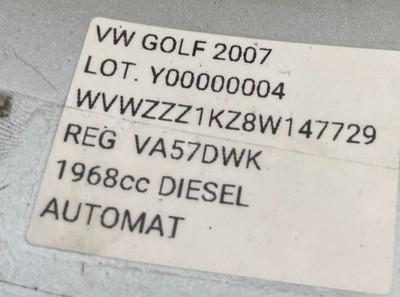 VW GOLF 2007
LOT. Y00000004
WVWZZZ1KZ8W147729
REG VA57DWK
1968cc DIESEL
AUTOMAT